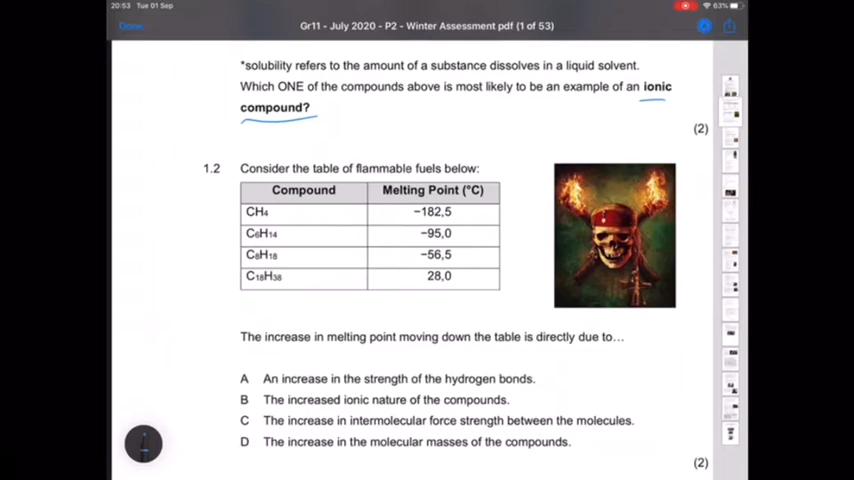 20:53 Tue 01 Sep
63%
Done
Gr11 - July 2020 - P2 - Winter Assessment pdf (1 of 53)
*solubility refers to the amount of a substance dissolves in a liquid solvent.
Which ONE of the compounds above is most likely to be an example of an ionic
compound?
(2)
1.2 Consider the table of flammable fuels below:
Compound Melting Point (°C)
CH₄ −182,5
C₆H₁₄ −95,0
C₈H₁₈ −56,5
C₁₈H₃₈ 28,0
The increase in melting point moving down the table is directly due to…
A An increase in the strength of the hydrogen bonds.
B The increased ionic nature of the compounds.
C The increase in intermolecular force strength between the molecules.
D The increase in the molecular masses of the compounds.
(2)